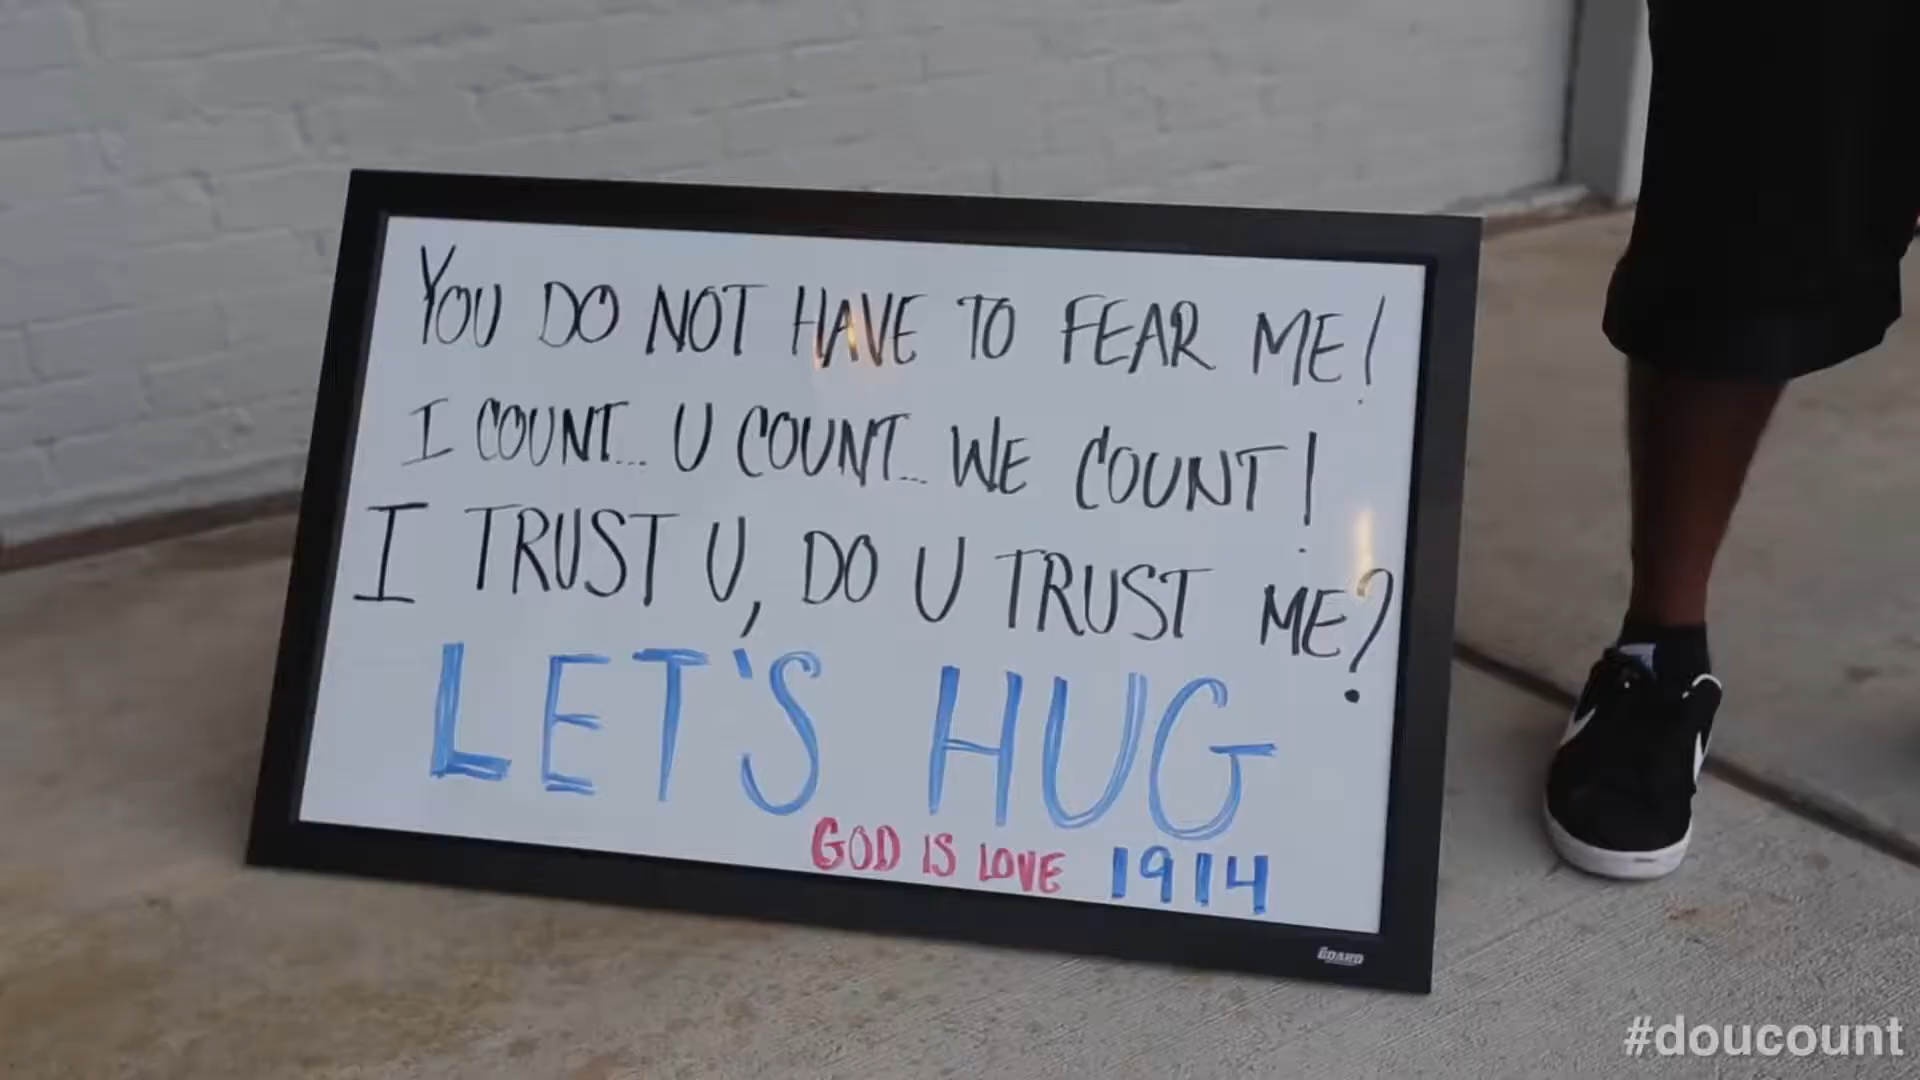 YOU DO NOT HAVE TO FEAR ME!
I COUNT... U COUNT... WE COUNT!
I TRUST U, DO U TRUST ME?
LET'S HUG
GOD IS LOVE 1914
BOARD
#doucount